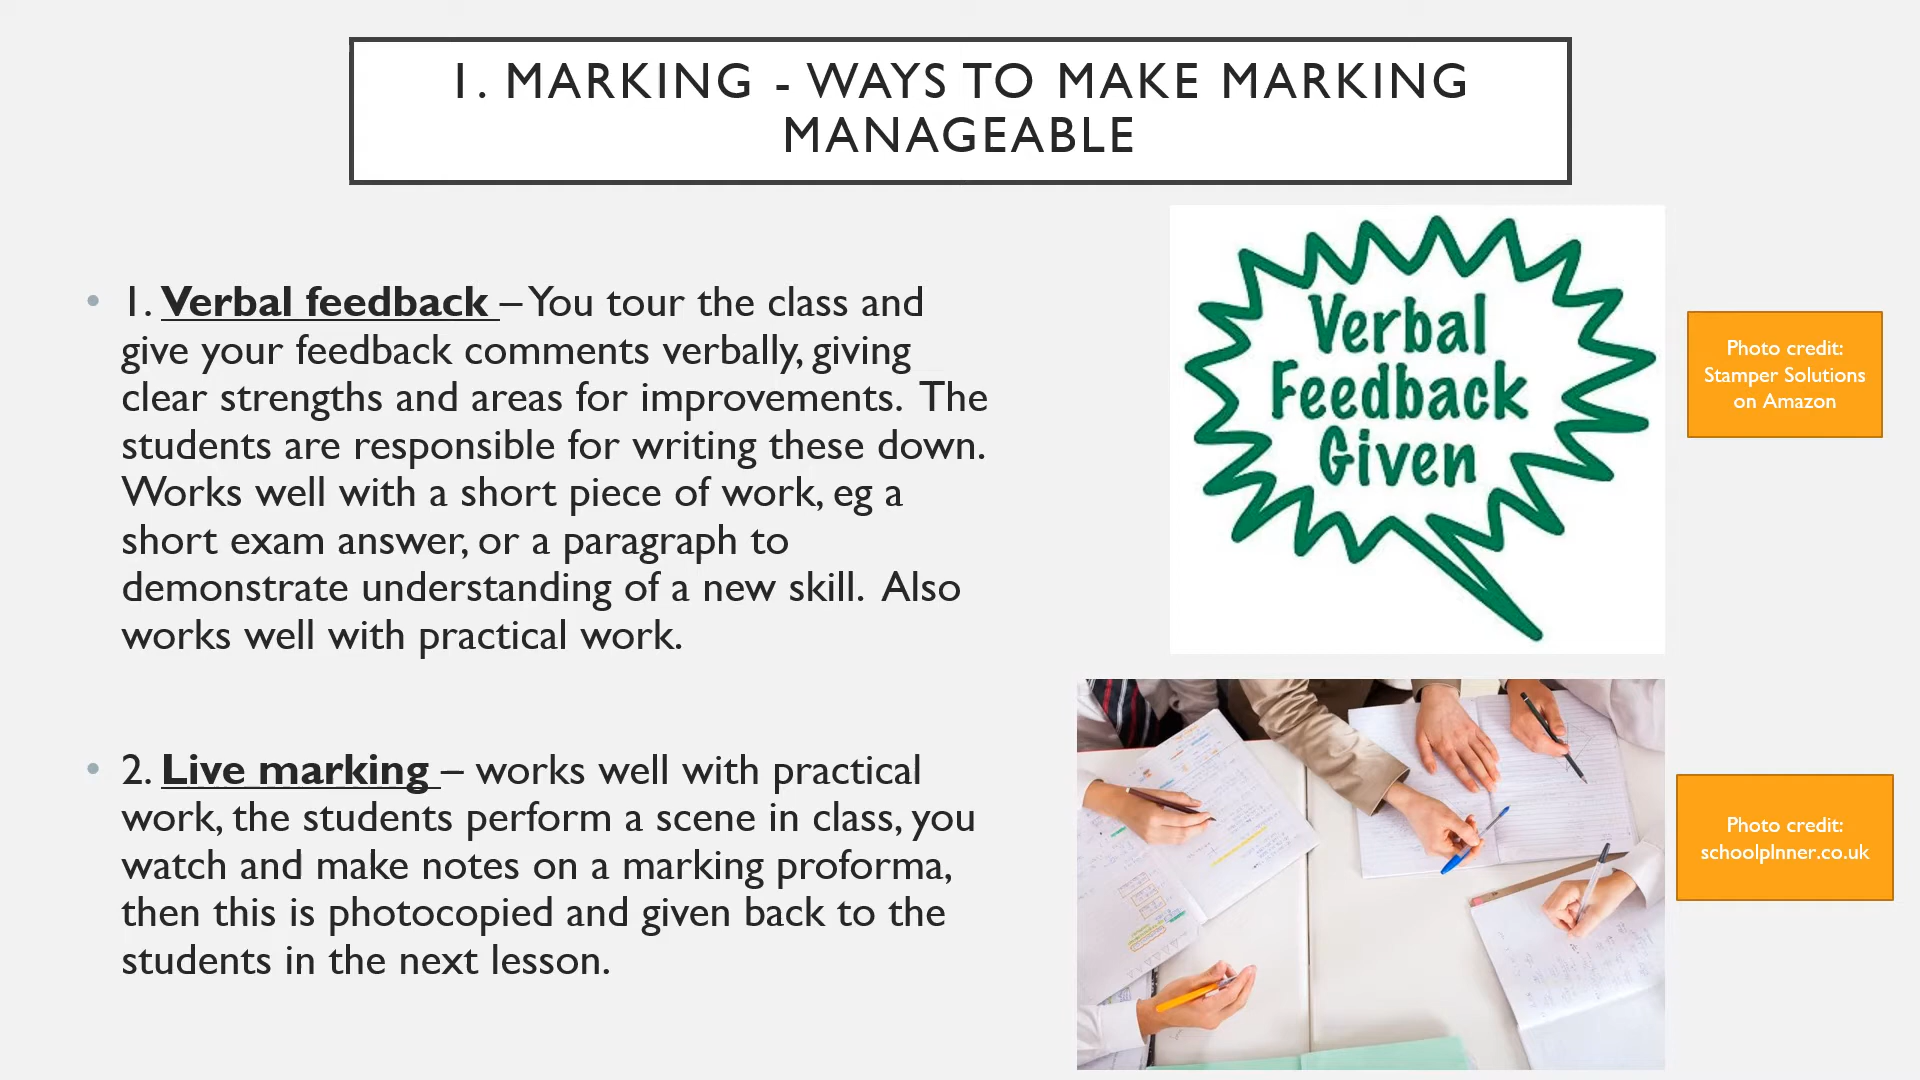 1. MARKING - WAYS TO MAKE MARKING
MANAGEABLE
• 1. Verbal feedback – You tour the class and
give your feedback comments verbally, giving
clear strengths and areas for improvements.  The
students are responsible for writing these down.
Works well with a short piece of work, eg a
short exam answer, or a paragraph to
demonstrate understanding of a new skill.  Also
works well with practical work.
• 2. Live marking – works well with practical
work, the students perform a scene in class, you
watch and make notes on a marking proforma,
then this is photocopied and given back to the
students in the next lesson.
Verbal
Feedback
Given
Photo credit:
Stamper Solutions
on Amazon
Photo credit:
schoolplnner.co.uk